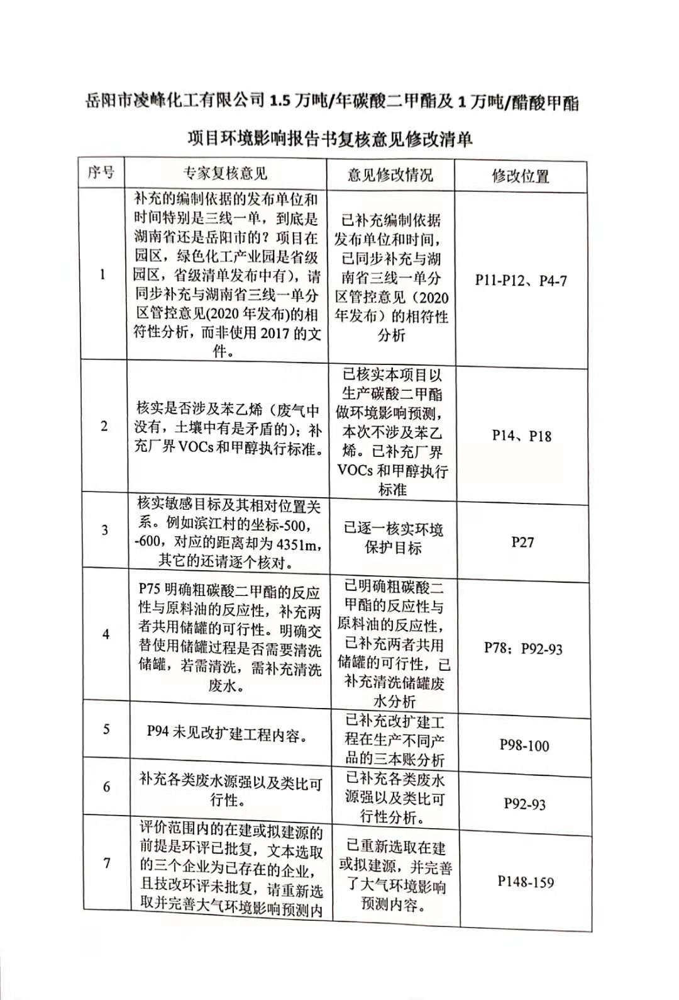 岳阳市凌峰化工有限公司 1.5 万吨/年碳酸二甲酯及 1 万吨/醋酸甲酯
项目环境影响报告书复核意见修改清单
序号
专家复核意见
意见修改情况
修改位置
1
补充的编制依据的发布单位和
时间特别是三线一单，到底是
湖南省还是岳阳市的？项目在
园区，绿色化工产业园是省级
园区，省级清单发布中有），请
同步补充与湖南省三线一单分
区管控意见(2020 年发布)的相
符性分析，而非使用 2017 的文
件。
已补充编制依据
发布单位和时间，
已同步补充与湖
南省三线一单分
区管控意见（2020
年发布）的相符性
分析
P11-P12、P4-7
2
核实是否涉及苯乙烯（废气中
没有，土壤中有是矛盾的）；补
充厂界 VOCs 和甲醇执行标准。
已核实本项目以
生产碳酸二甲酯
做环境影响预测，
本次不涉及苯乙
烯。已补充厂界
VOCs 和甲醇执行
标准
P14、P18
3
核实敏感目标及其相对位置关
系。例如滨江村的坐标-500，
-600，对应的距离却为 4351m，
其它的还请逐个核对。
已逐一核实环境
保护目标
P27
4
P75 明确粗碳酸二甲酯的反应
性与原料油的反应性，补充两
者共用储罐的可行性。明确交
替使用储罐过程是否需要清洗
储罐，若需清洗，需补充清洗
废水。
已明确粗碳酸二
甲酯的反应性与
原料油的反应性，
已补充两者共用
储罐的可行性，已
补充清洗储罐废
水分析
P78；P92-93
5
P94 未见改扩建工程内容。
已补充改扩建工
程在生产不同产
品的三本账分析
P98-100
6
补充各类废水源强以及类比可
行性。
已补充各类废水
源强以及类比可
行性分析。
P92-93
7
评价范围内的在建或拟建源的
前提是环评已批复，文本选取
的三个企业为已存在的企业，
且技改环评未批复，请重新选
取并完善大气环境影响预测内
已重新选取在建
或拟建源，并完善
了大气环境影响
预测内容。
P148-159